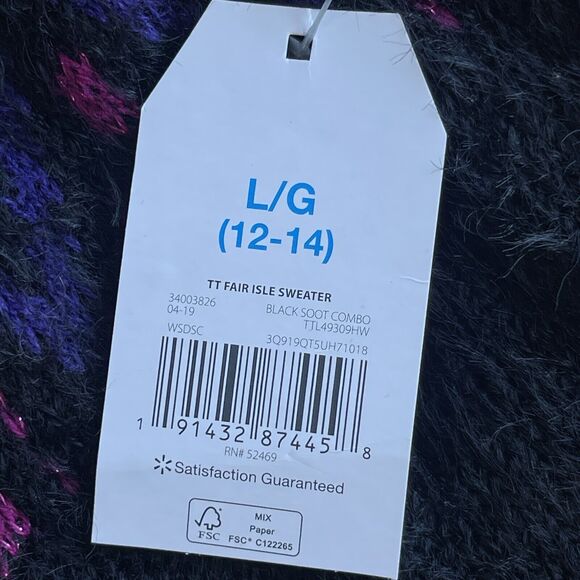 L/G
(12-14)
TT FAIR ISLE SWEATER
34003826 BLACK SOOT COMBO
04-19 TTL49309HW
WSDSC 3Q919QT5UH71018
1 91432 87445 8
RN# 52469
Satisfaction Guaranteed
FSC
MIX
Paper
FSC® C122265